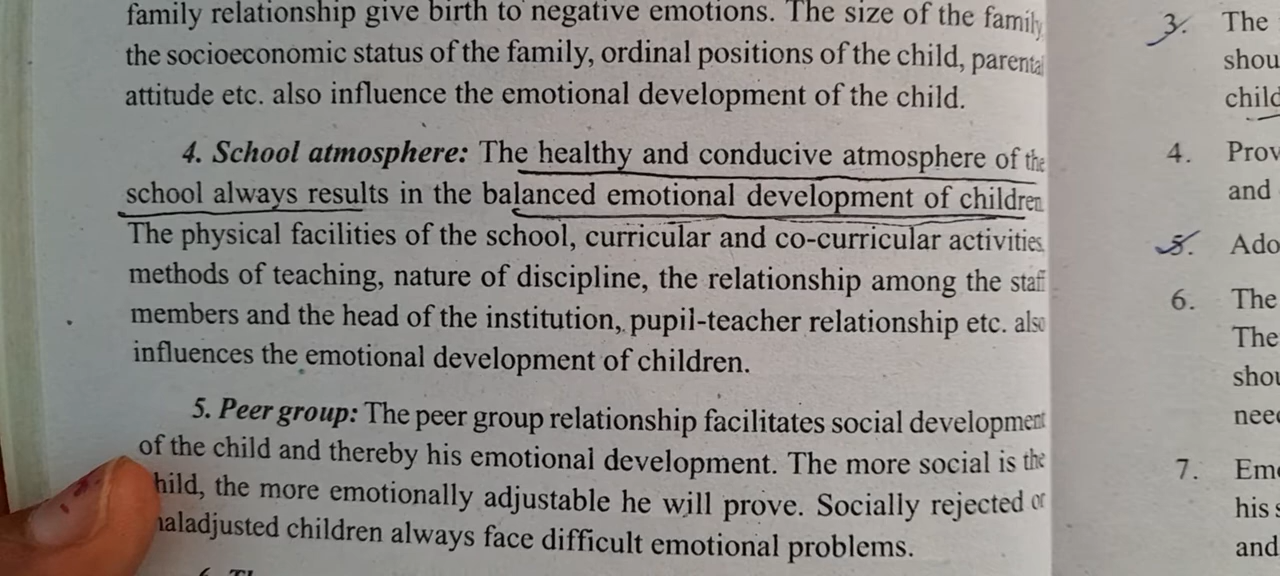 family relationship give birth to negative emotions. The size of the family
the socioeconomic status of the family, ordinal positions of the child, parental
attitude etc. also influence the emotional development of the child.
4. School atmosphere: The healthy and conducive atmosphere of the
school always results in the balanced emotional development of children.
The physical facilities of the school, curricular and co-curricular activities,
methods of teaching, nature of discipline, the relationship among the staff
members and the head of the institution, pupil-teacher relationship etc. also
influences the emotional development of children.
5. Peer group: The peer group relationship facilitates social development
of the child and thereby his emotional development. The more social is the
hild, the more emotionally adjustable he will prove. Socially rejected or
naladjusted children always face difficult emotional problems.
3. The
shou
child
4. Prov
and
5. Ado
6. The
The
shou
need
7. Emo
his s
and